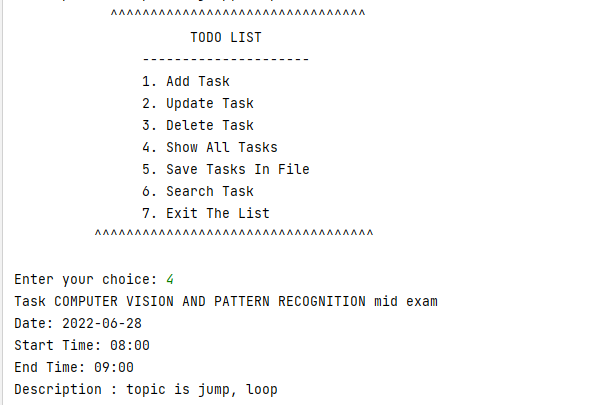 ^^^^^^^^^^^^^^^^^^^^^^^^^^^^^^^^
TODO LIST
---------------------
1. Add Task
2. Update Task
3. Delete Task
4. Show All Tasks
5. Save Tasks In File
6. Search Task
7. Exit The List
^^^^^^^^^^^^^^^^^^^^^^^^^^^^^^^^^^^
Enter your choice: 4
Task COMPUTER VISION AND PATTERN RECOGNITION mid exam
Date: 2022-06-28
Start Time: 08:00
End Time: 09:00
Description : topic is jump, loop